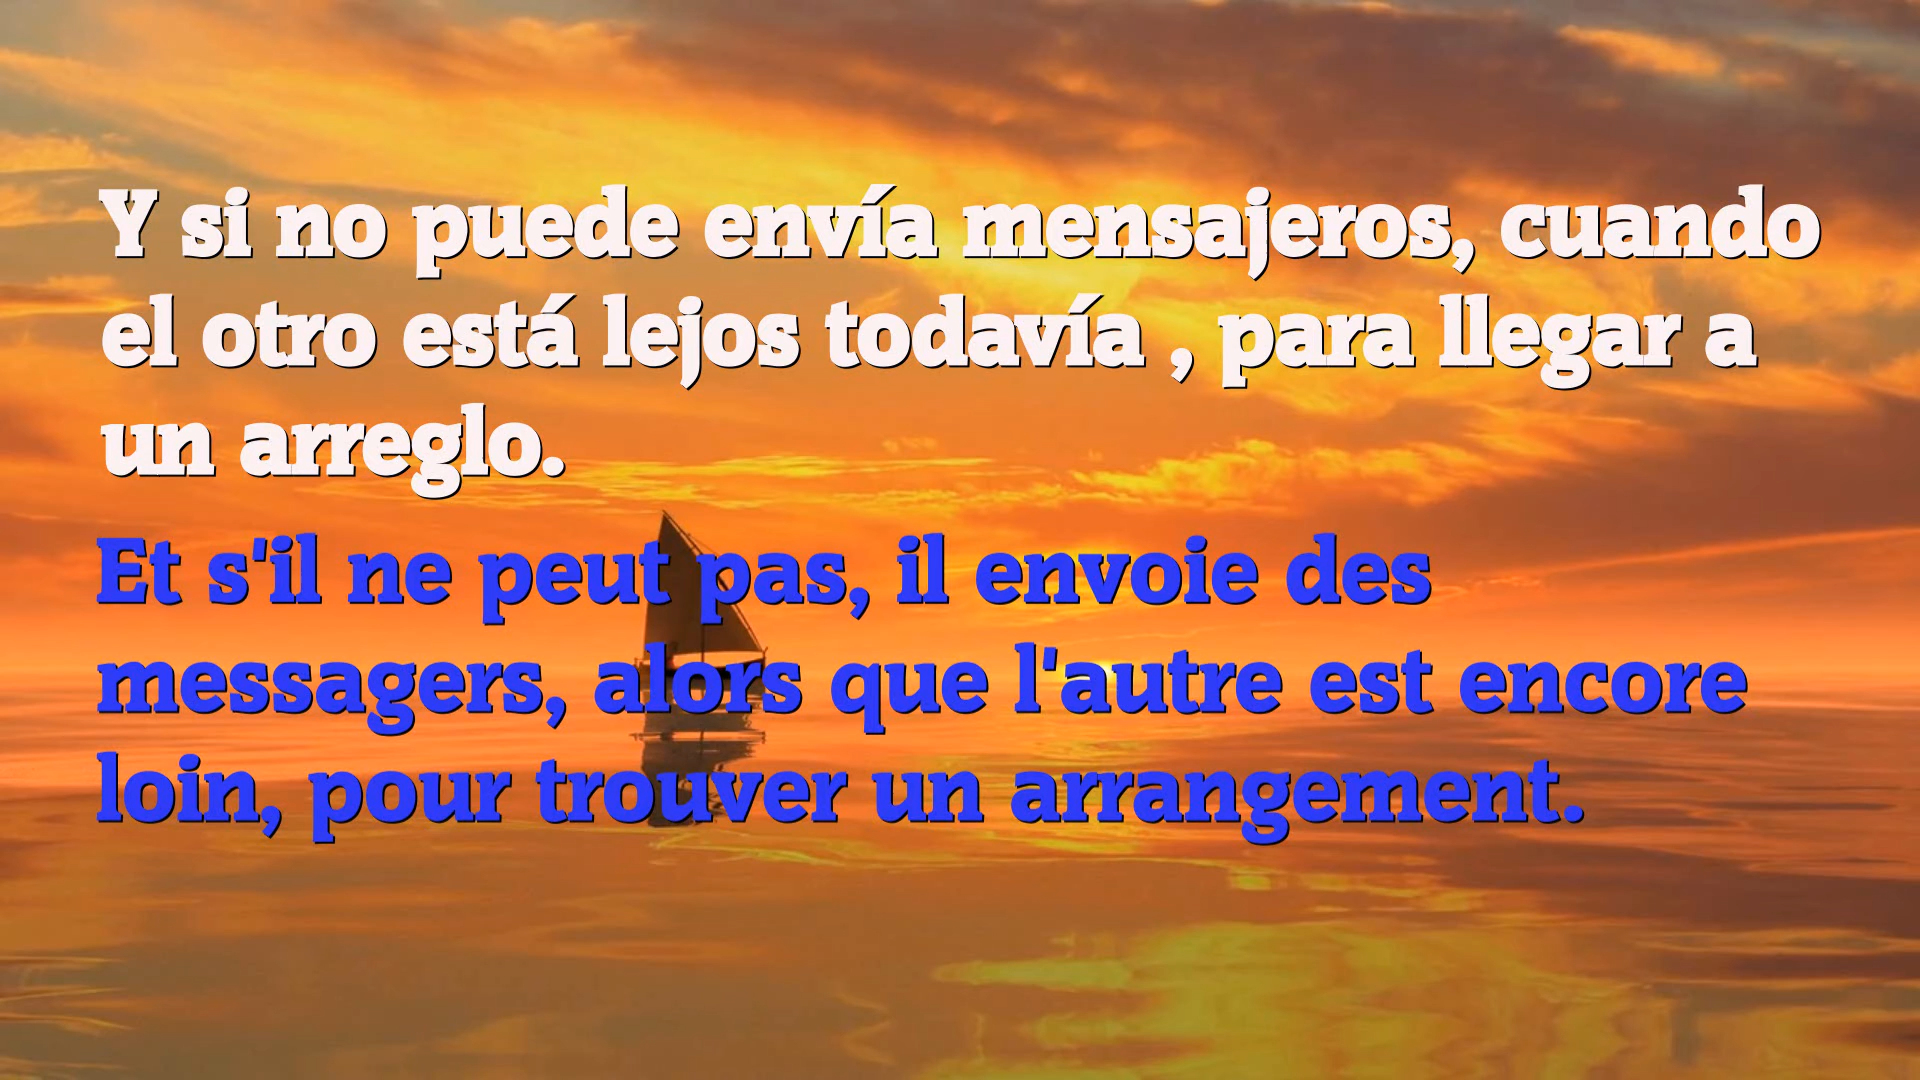 Y si no puede envía mensajeros, cuando
el otro está lejos todavía , para llegar a
un arreglo.
Et s'il ne peut pas, il envoie des
messagers, alors que l'autre est encore
loin, pour trouver un arrangement.